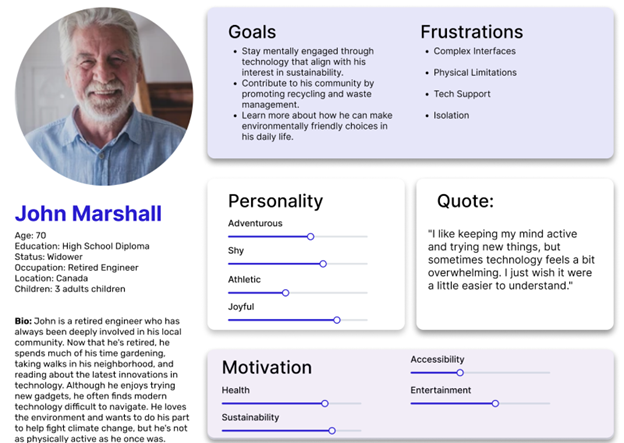 John Marshall
Age: 70
Education: High School Diploma
Status: Widower
Occupation: Retired Engineer
Location: Canada
Children: 3 adults children
Bio: John is a retired engineer who has
always been deeply involved in his local
community. Now that he's retired, he
spends much of his time gardening,
taking walks in his neighborhood, and
reading about the latest innovations in
technology. Although he enjoys trying
new gadgets, he often finds modern
technology difficult to navigate. He loves
the environment and wants to do his part
to help fight climate change, but he's not
as physically active as he once was.
Goals
• Stay mentally engaged through
technology that align with his
interest in sustainability.
• Contribute to his community by
promoting recycling and waste
management.
• Learn more about how he can make
environmentally friendly choices in
his daily life.
Frustrations
• Complex Interfaces
• Physical Limitations
• Tech Support
• Isolation
Personality
Adventurous
Shy
Athletic
Joyful
Quote:
"I like keeping my mind active
and trying new things, but
sometimes technology feels a bit
overwhelming. I just wish it were
a little easier to understand."
Motivation
Health
Sustainability
Accessibility
Entertainment